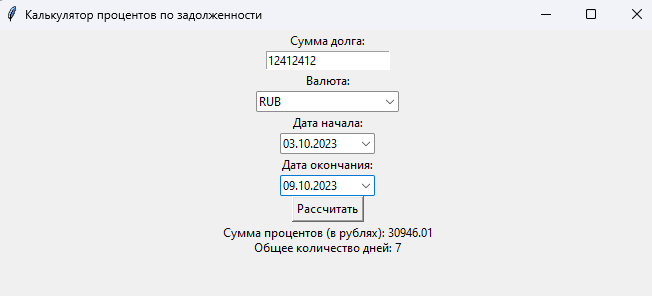 Калькулятор процентов по задолженности
Сумма долга:
12412412
Валюта:
RUB
Дата начала:
03.10.2023
Дата окончания:
09.10.2023
Рассчитать
Сумма процентов (в рублях): 30946.01
Общее количество дней: 7